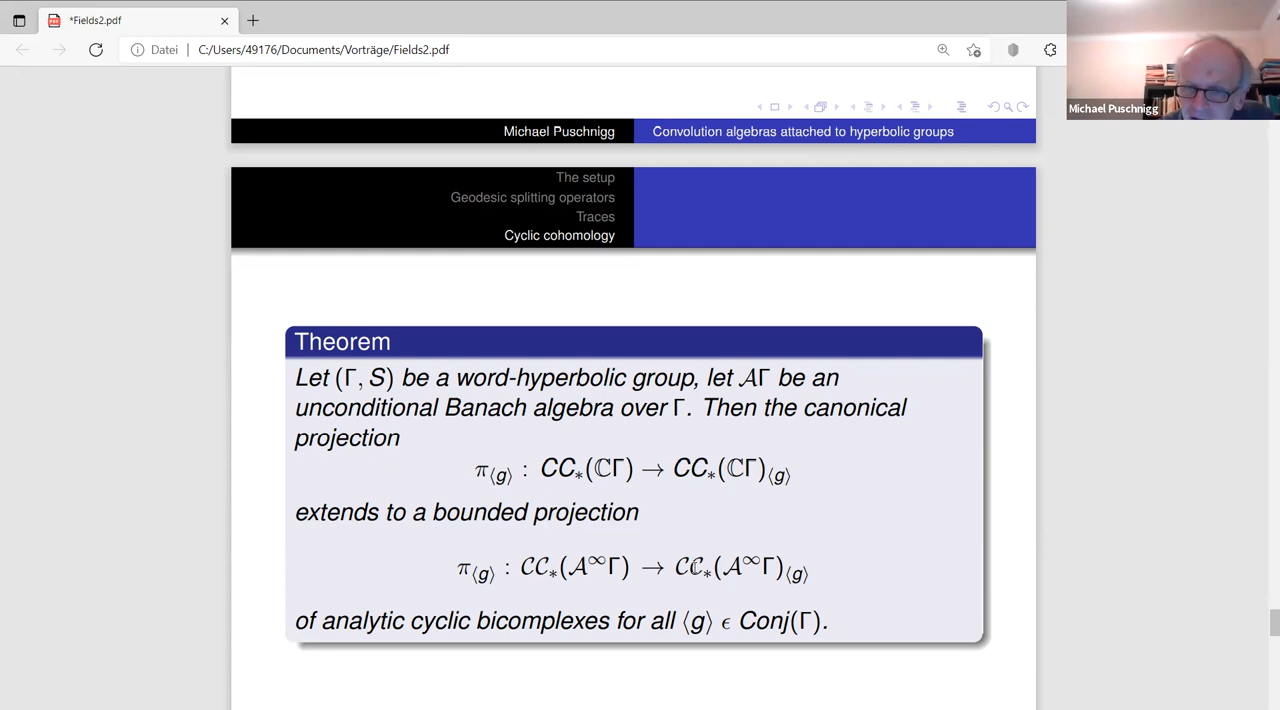 *Fields2.pdf
Datei | C:/Users/49176/Documents/Vorträge/Fields2.pdf
Michael Puschnigg
Michael Puschnigg Convolution algebras attached to hyperbolic groups
The setup
Geodesic splitting operators
Traces
Cyclic cohomology
Theorem
Let (Γ, S) be a word-hyperbolic group, let 𝒜Γ be an
unconditional Banach algebra over Γ. Then the canonical
projection
π⟨g⟩ : CC∗(ℂΓ) → CC∗(ℂΓ)⟨g⟩
extends to a bounded projection
π⟨g⟩ : 𝒞𝒞∗(𝒜∞Γ) → 𝒞𝒞∗(𝒜∞Γ)⟨g⟩
of analytic cyclic bicomplexes for all ⟨g⟩ ϵ Conj(Γ).